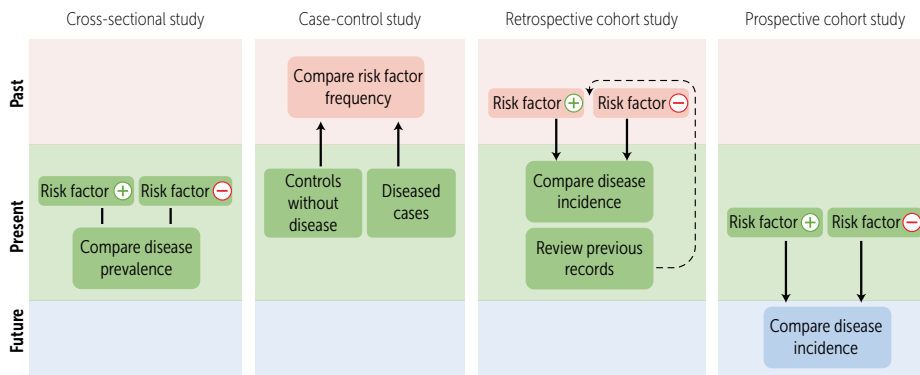 Cross-sectional study
Case-control study
Retrospective cohort study
Prospective cohort study
Past
Present
Future
Risk factor +
Risk factor −
Compare disease
prevalence
Compare risk factor
frequency
Controls
without
disease
Diseased
cases
Risk factor +
Risk factor −
Compare disease
incidence
Review previous
records
Risk factor +
Risk factor −
Compare disease
incidence